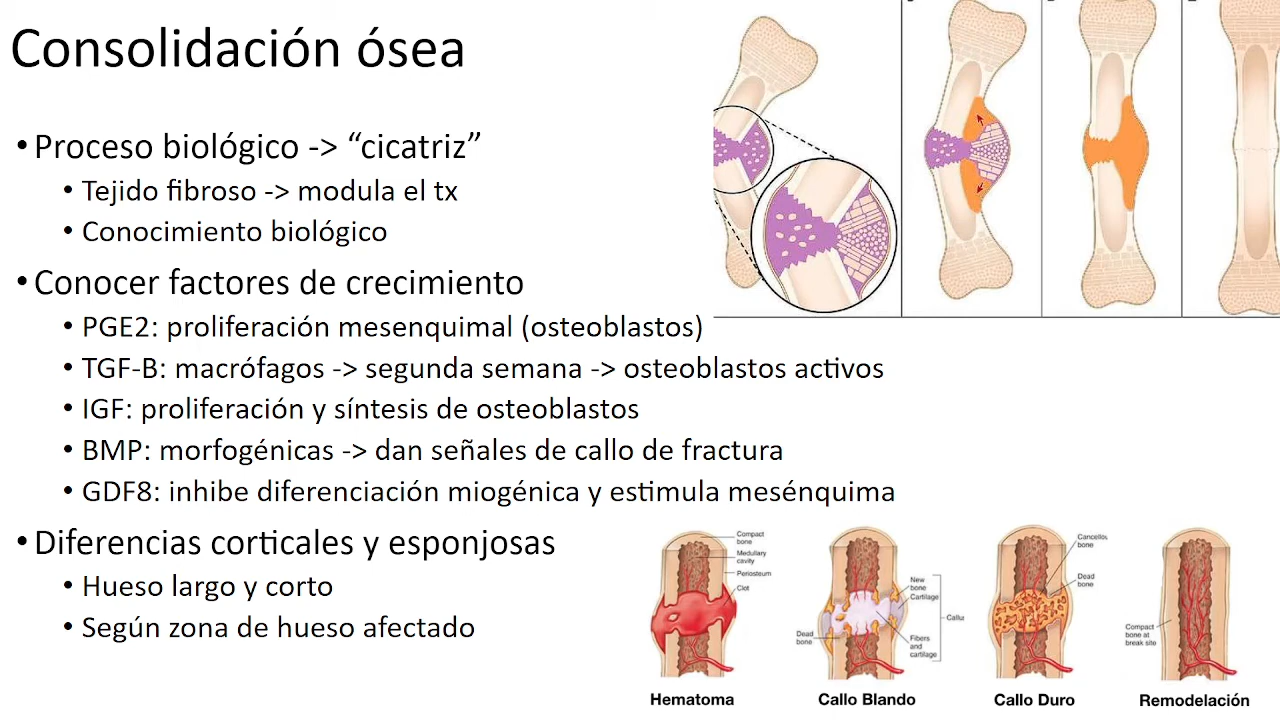 Consolidación ósea
• Proceso biológico -> “cicatriz”
• Tejido fibroso -> modula el tx
• Conocimiento biológico
• Conocer factores de crecimiento
• PGE2: proliferación mesenquimal (osteoblastos)
• TGF-B: macrófagos -> segunda semana -> osteoblastos activos
• IGF: proliferación y síntesis de osteoblastos
• BMP: morfogénicas -> dan señales de callo de fractura
• GDF8: inhibe diferenciación miogénica y estimula mesénquima
• Diferencias corticales y esponjosas
• Hueso largo y corto
• Según zona de hueso afectado
Compact
bone
Medullary
cavity
Periosteum
Clot
Hematoma
New
bone
Cartilage
Callus
Dead
bone
Fibers
and
cartilage
Callo Blando
Cancellou
bone
Dead
bone
Callo Duro
Compact
bone at
break site
Remodelación